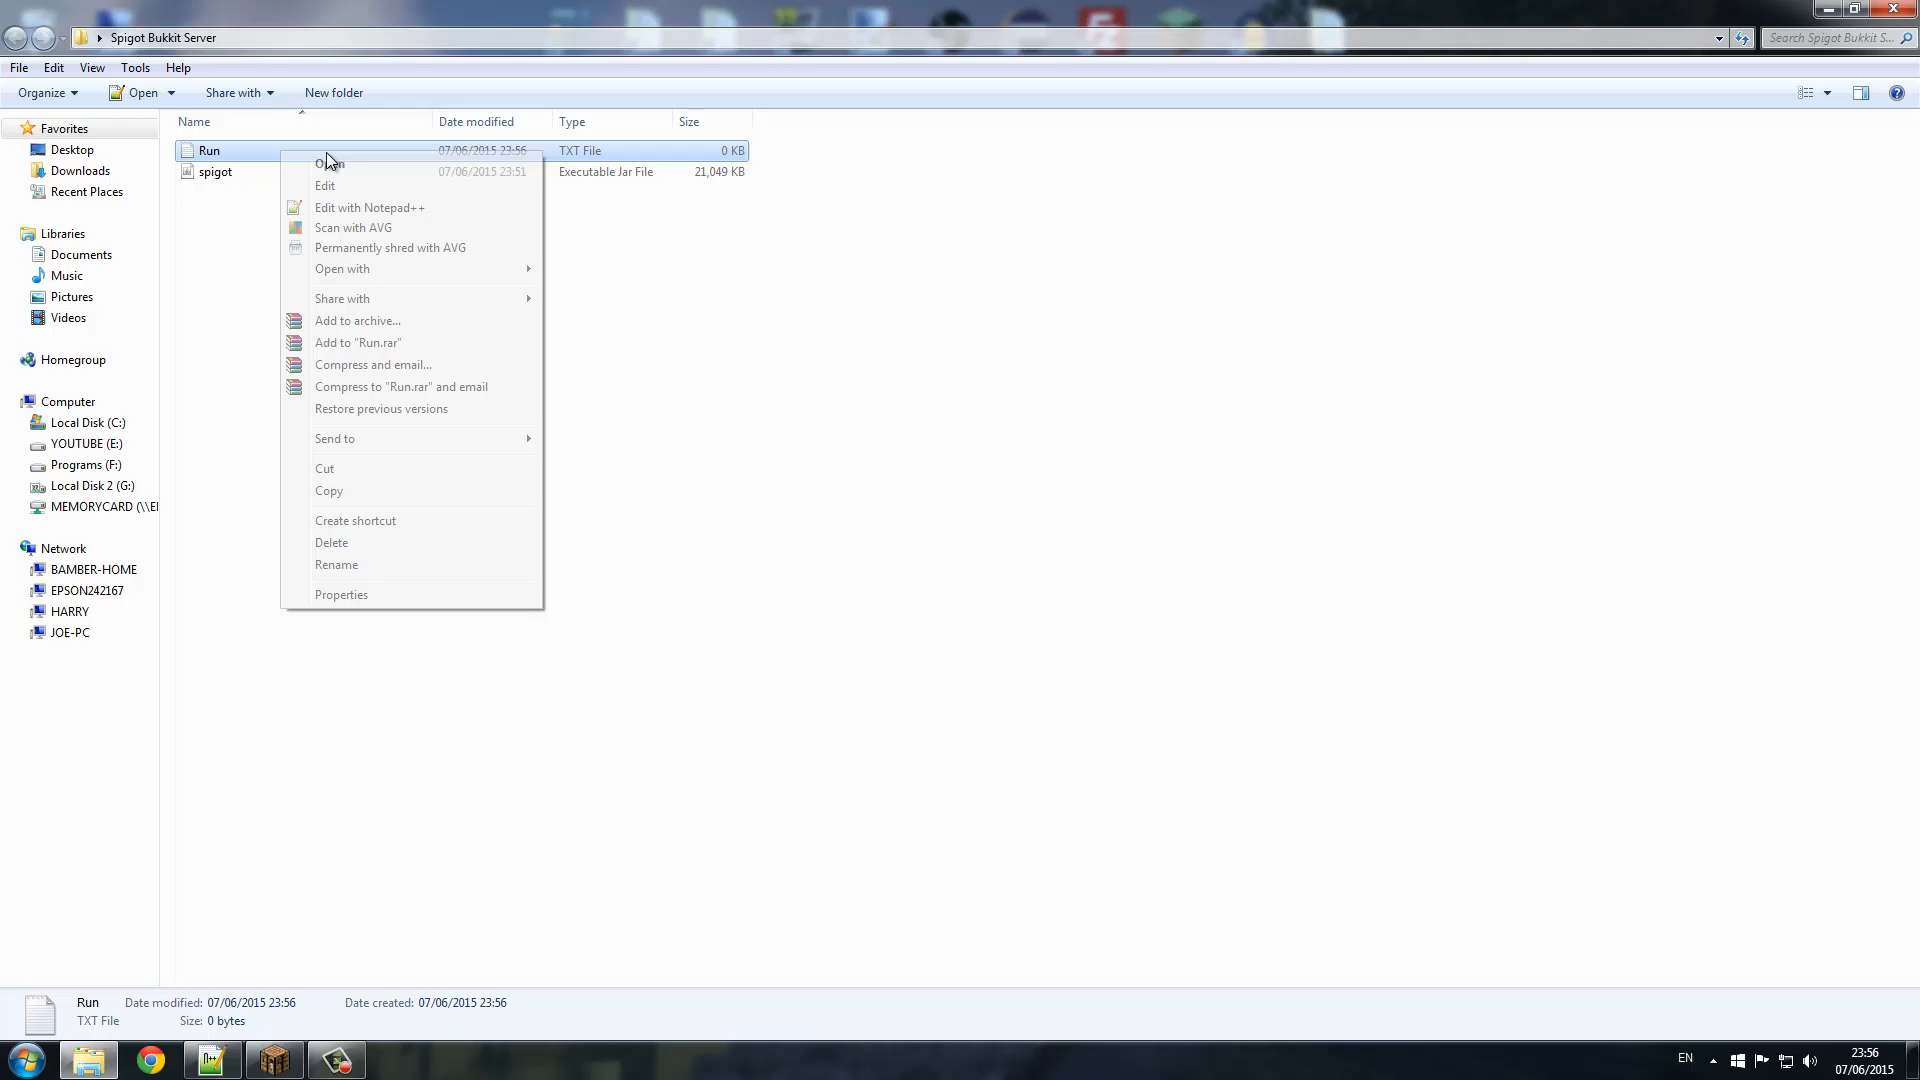 Spigot Bukkit Server
Search Spigot Bukkit S...
File Edit View Tools Help
Organize Open Share with New folder
Name Date modified Type Size
Run 07/06/2015 23:56 TXT File 0 KB
spigot 07/06/2015 23:51 Executable Jar File 21,049 KB
Favorites
Desktop
Downloads
Recent Places
Libraries
Documents
Music
Pictures
Videos
Homegroup
Computer
Local Disk (C:)
YOUTUBE (E:)
Programs (F:)
Local Disk 2 (G:)
MEMORYCARD (\\EI
Network
BAMBER-HOME
EPSON242167
HARRY
JOE-PC
Open
Edit
Edit with Notepad++
Scan with AVG
Permanently shred with AVG
Open with
Share with
Add to archive...
Add to "Run.rar"
Compress and email...
Compress to "Run.rar" and email
Restore previous versions
Send to
Cut
Copy
Create shortcut
Delete
Rename
Properties
Run Date modified: 07/06/2015 23:56 Date created: 07/06/2015 23:56
TXT File Size: 0 bytes
EN
23:56
07/06/2015